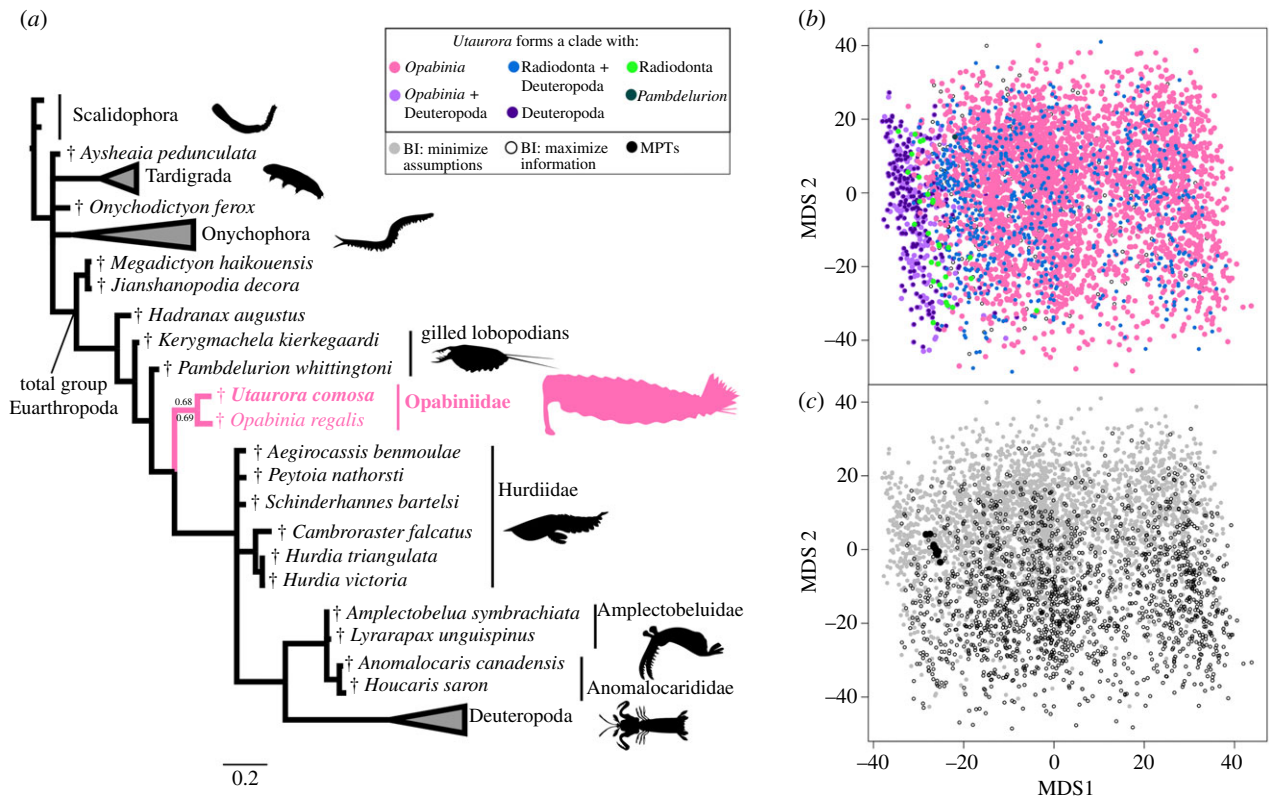 (a)
Scalidophora
† Aysheaia pedunculata
Tardigrada
† Onychodictyon ferox
Onychophora
† Megadictyon haikouensis
† Jianshanopodia decora
† Hadranax augustus
gilled lobopodians
† Kerygmachela kierkegaardi
† Pambdelurion whittingtoni
total group
Euarthropoda
0.68
0.69
† Utaurora comosa
† Opabinia regalis
Opabiniidae
† Aegirocassis benmoulae
† Peytoia nathorsti
† Schinderhannes bartelsi
Hurdiidae
† Cambroraster falcatus
† Hurdia triangulata
† Hurdia victoria
† Amplectobelua symbrachiata
Amplectobeluidae
† Lyrarapax unguispinus
† Anomalocaris canadensis
† Houcaris saron
Anomalocarididae
Deuteropoda
0.2
Utaurora forms a clade with:
Opabinia
Radiodonta +
Deuteropoda
Radiodonta
Opabinia +
Deuteropoda
Deuteropoda
Pambdelurion
BI: minimize
assumptions
BI: maximize
information
MPTs
(b)
40
20
0
–20
–40
MDS 2
(c)
40
20
0
–20
–40
MDS 2
–40
–20
0
20
40
MDS1